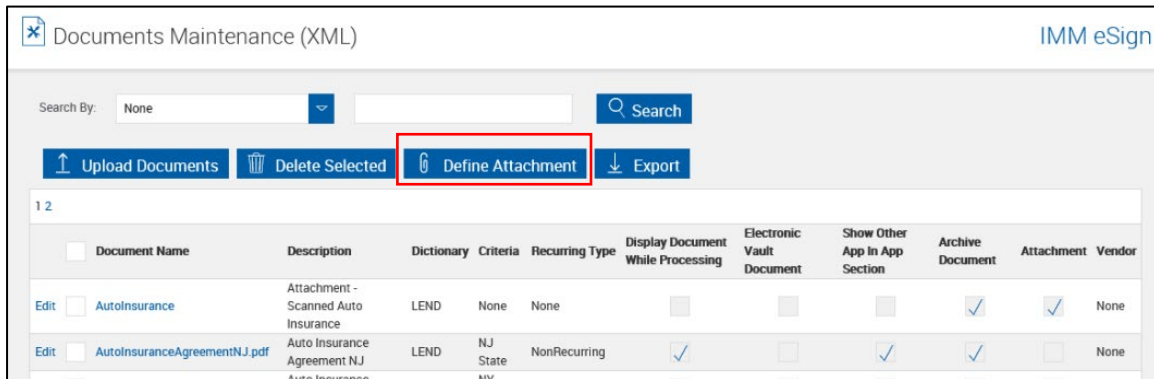 Documents Maintenance (XML)
IMM eSign
Search By: None Search
Upload Documents Delete Selected Define Attachment Export
1 2
Document Name Description Dictionary Criteria Recurring Type Display Document While Processing Electronic Vault Document Show Other App In App Section Archive Document Attachment Vendor
Edit AutoInsurance Attachment - Scanned Auto Insurance LEND None None None
Edit AutoInsuranceAgreementNJ.pdf Auto Insurance Agreement NJ LEND NJ State NonRecurring None
Auto Insurance NY